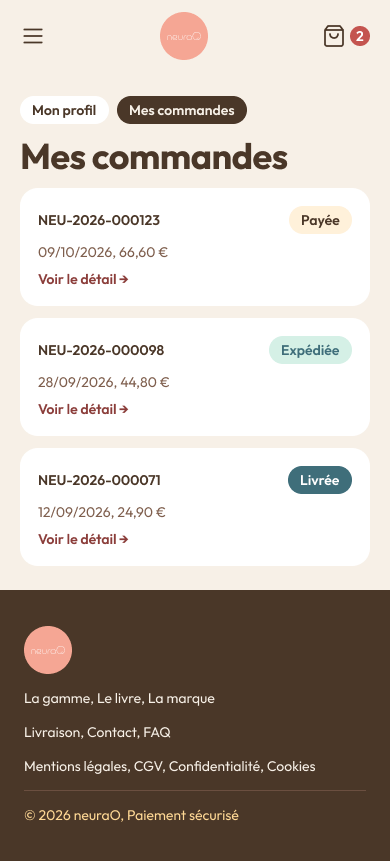 neuraO
2
Mon profil
Mes commandes
Mes commandes
NEU-2026-000123
Payée
09/10/2026, 66,60 €
Voir le détail →
NEU-2026-000098
Expédiée
28/09/2026, 44,80 €
Voir le détail →
NEU-2026-000071
Livrée
12/09/2026, 24,90 €
Voir le détail →
neuraO
La gamme, Le livre, La marque
Livraison, Contact, FAQ
Mentions légales, CGV, Confidentialité, Cookies
© 2026 neuraO, Paiement sécurisé